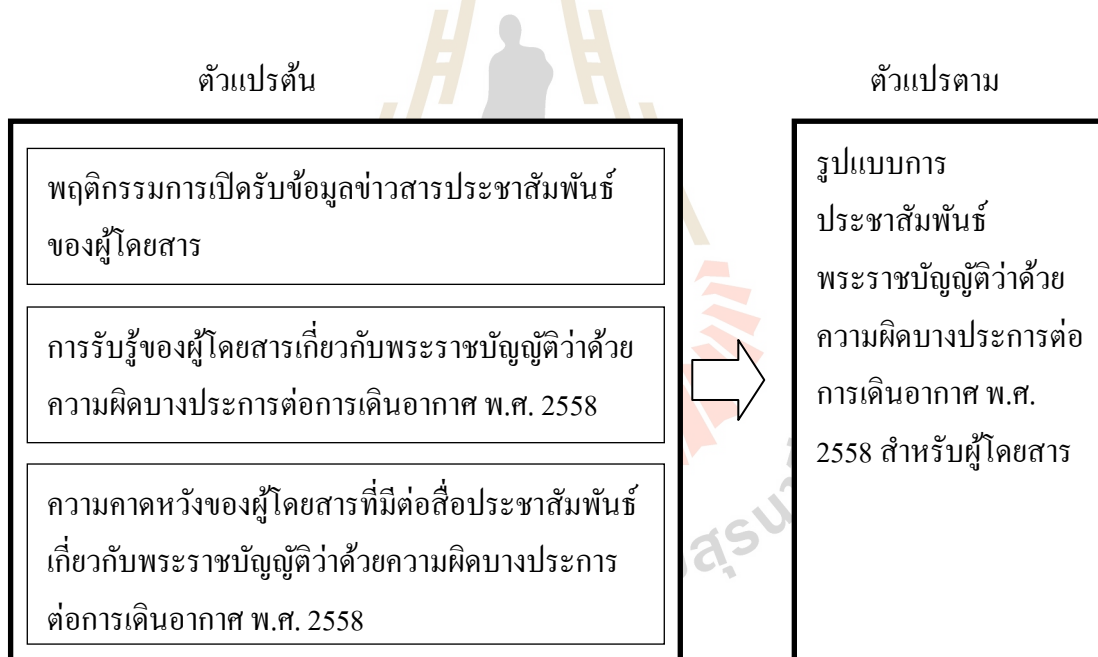 ตัวแปรต้น
ตัวแปรตาม
พฤติกรรมการเปิดรับข้อมูลข่าวสารประชาสัมพันธ์
ของผู้โดยสาร
การรับรู้ของผู้โดยสารเกี่ยวกับพระราชบัญญัติว่าด้วย
ความผิดบางประการต่อการเดินอากาศ พ.ศ. 2558
ความคาดหวังของผู้โดยสารที่มีต่อสื่อประชาสัมพันธ์
เกี่ยวกับพระราชบัญญัติว่าด้วยความผิดบางประการ
ต่อการเดินอากาศ พ.ศ. 2558
รูปแบบการ
ประชาสัมพันธ์
พระราชบัญญัติว่าด้วย
ความผิดบางประการต่อ
การเดินอากาศ พ.ศ.
2558 สำหรับผู้โดยสาร